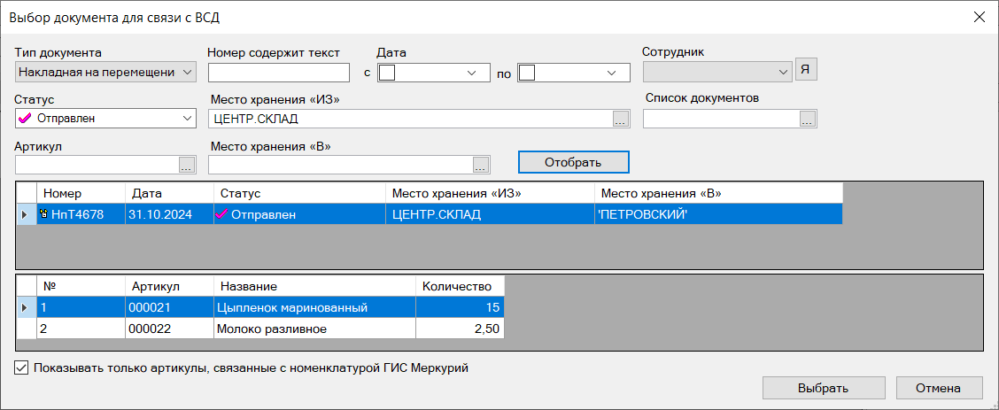 Выбор документа для связи с ВСД
Тип документа Номер содержит текст Дата Сотрудник
Накладная на перемещени с по Я
Статус Место хранения «ИЗ» Список документов
Отправлен ЦЕНТР.СКЛАД ... ...
Артикул Место хранения «В»
... ... Отобрать
Номер Дата Статус Место хранения «ИЗ» Место хранения «В»
НпТ4678 31.10.2024 Отправлен ЦЕНТР.СКЛАД 'ПЕТРОВСКИЙ'
№ Артикул Название Количество
1 000021 Цыпленок маринованный 15
2 000022 Молоко разливное 2,50
Показывать только артикулы, связанные с номенклатурой ГИС Меркурий
Выбрать Отмена